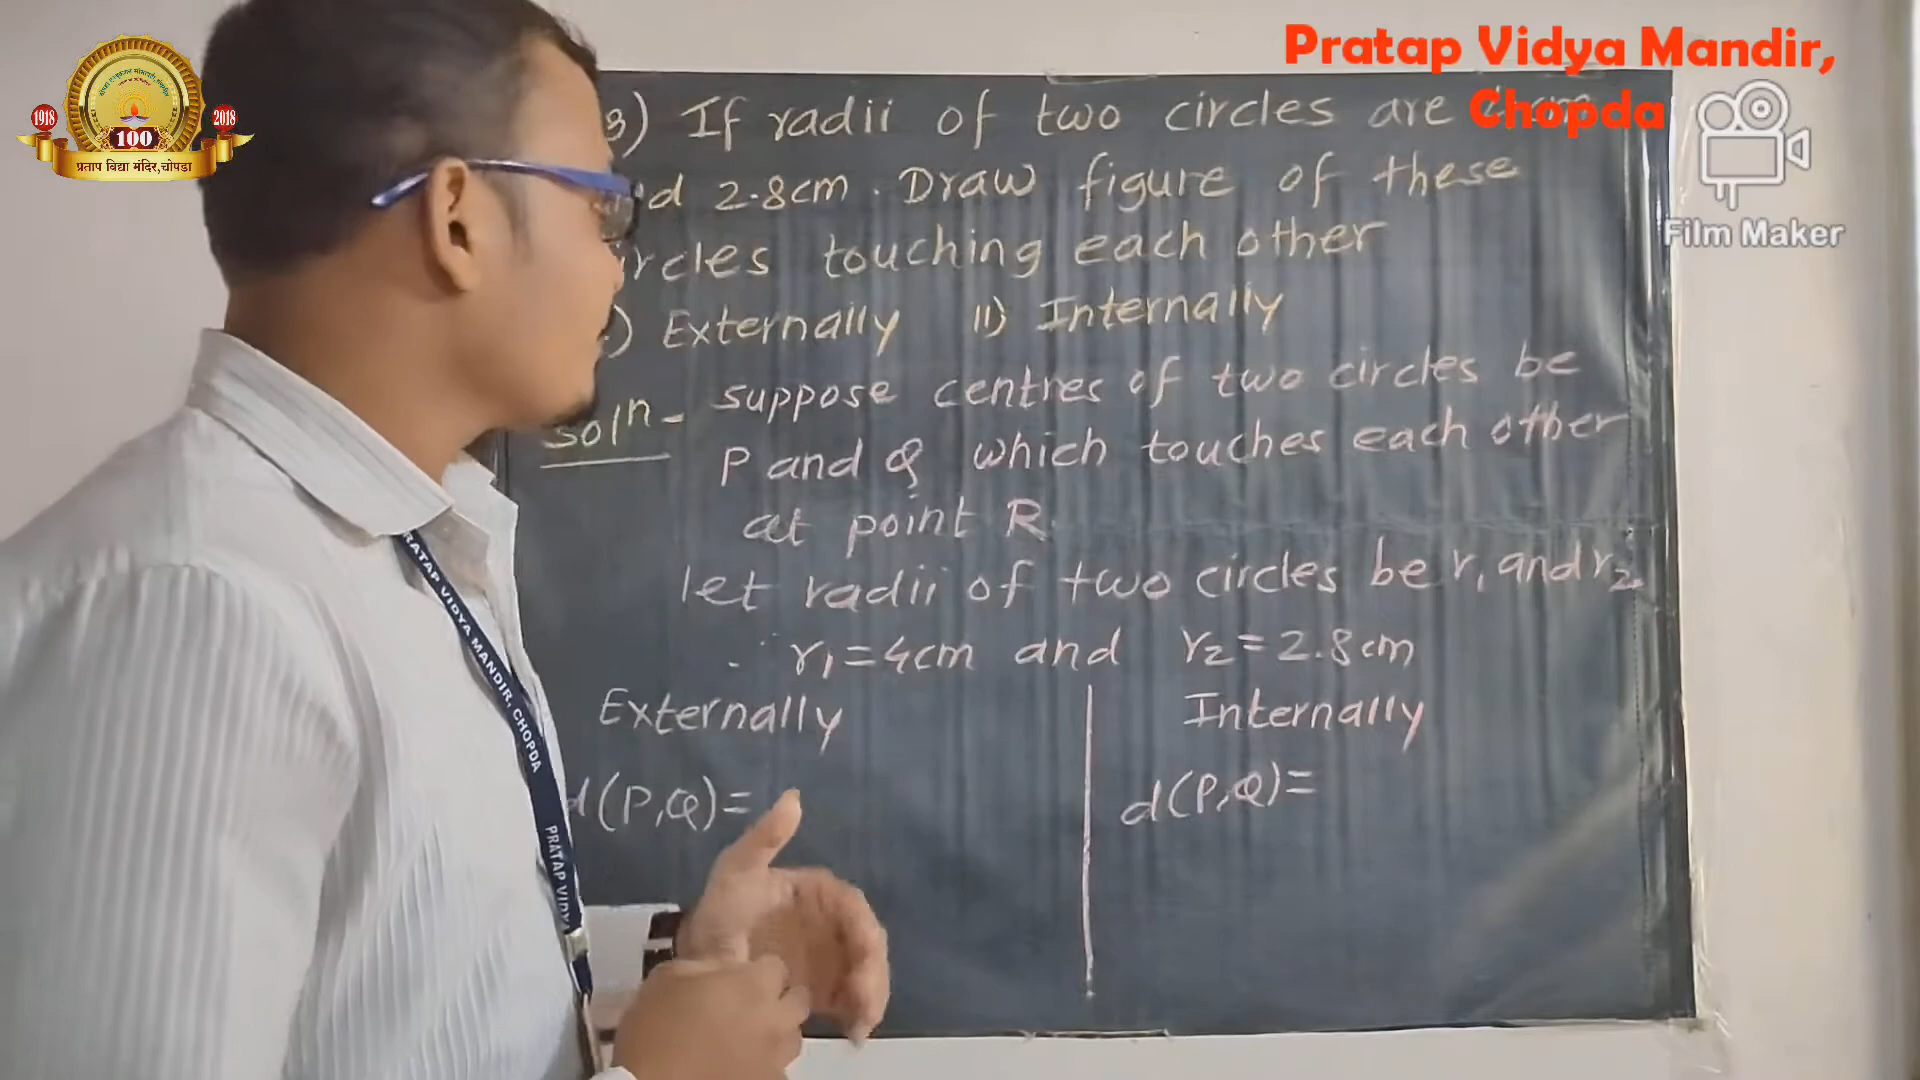 Pratap Vidya Mandir,
Chopda
Film Maker
1918
2018
100
प्रताप विद्या मंदिर,चोपडा
3) If radii of two circles are
d 2.8cm. Draw figure of these
rcles touching each other
) Externally II) Internally
Soln- suppose centres of two circles be
P and Q which touches each other
at point R.
let radii of two circles be r1 and r2.
∴ r1=4cm and r2=2.8cm
Externally Internally
d(P,Q)= d(P,Q)=
RATAP VIDYA MANDIR, CHOPDA
PRATAP VIDYA